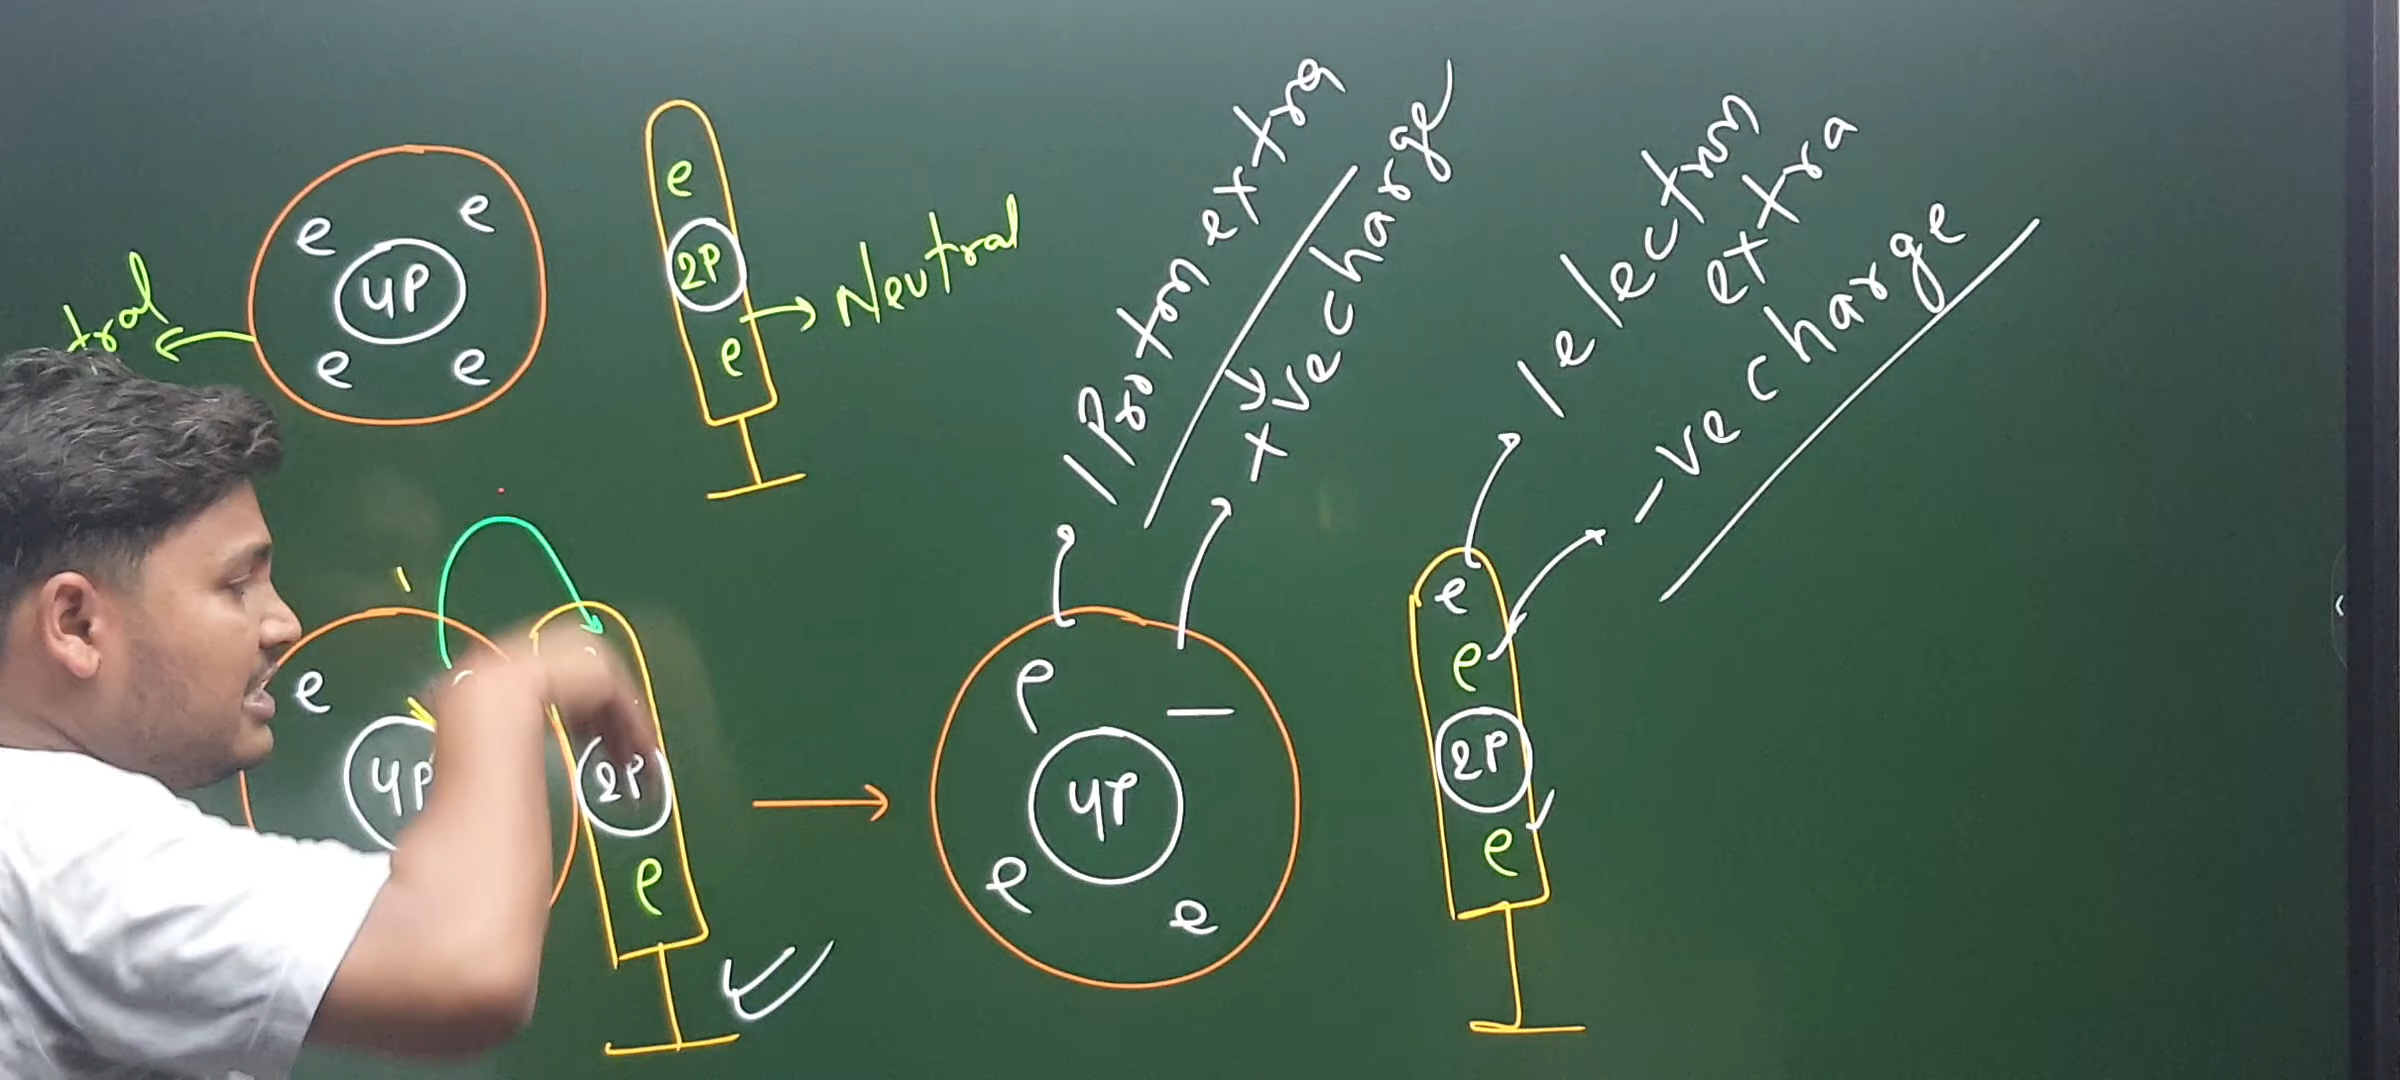 e e
4P
e e
tral
e
2P
e
Neutral
1 Proton extra
+ve charge
1 electron
extra
-ve charge
e
4P
2P
e
e
4P
e
e
e
e
2P
e